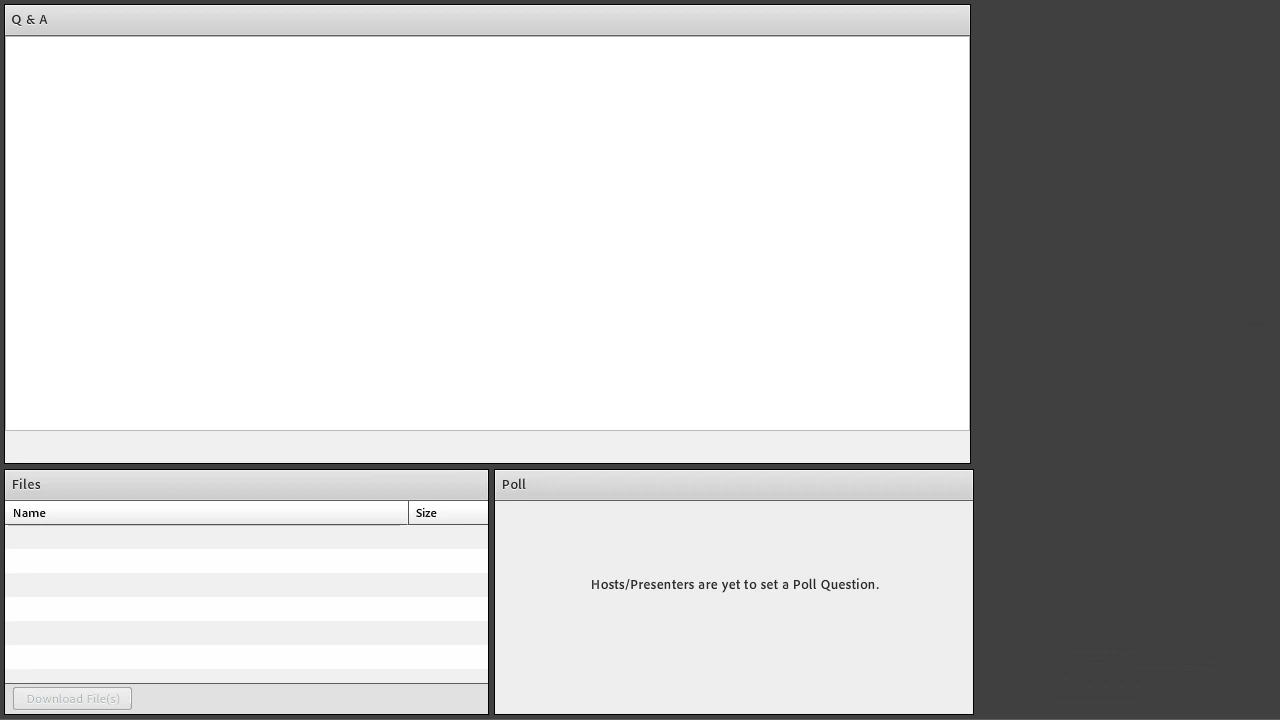 Q & A
Files
Name
Size
Download File(s)
Poll
Hosts/Presenters are yet to set a Poll Question.